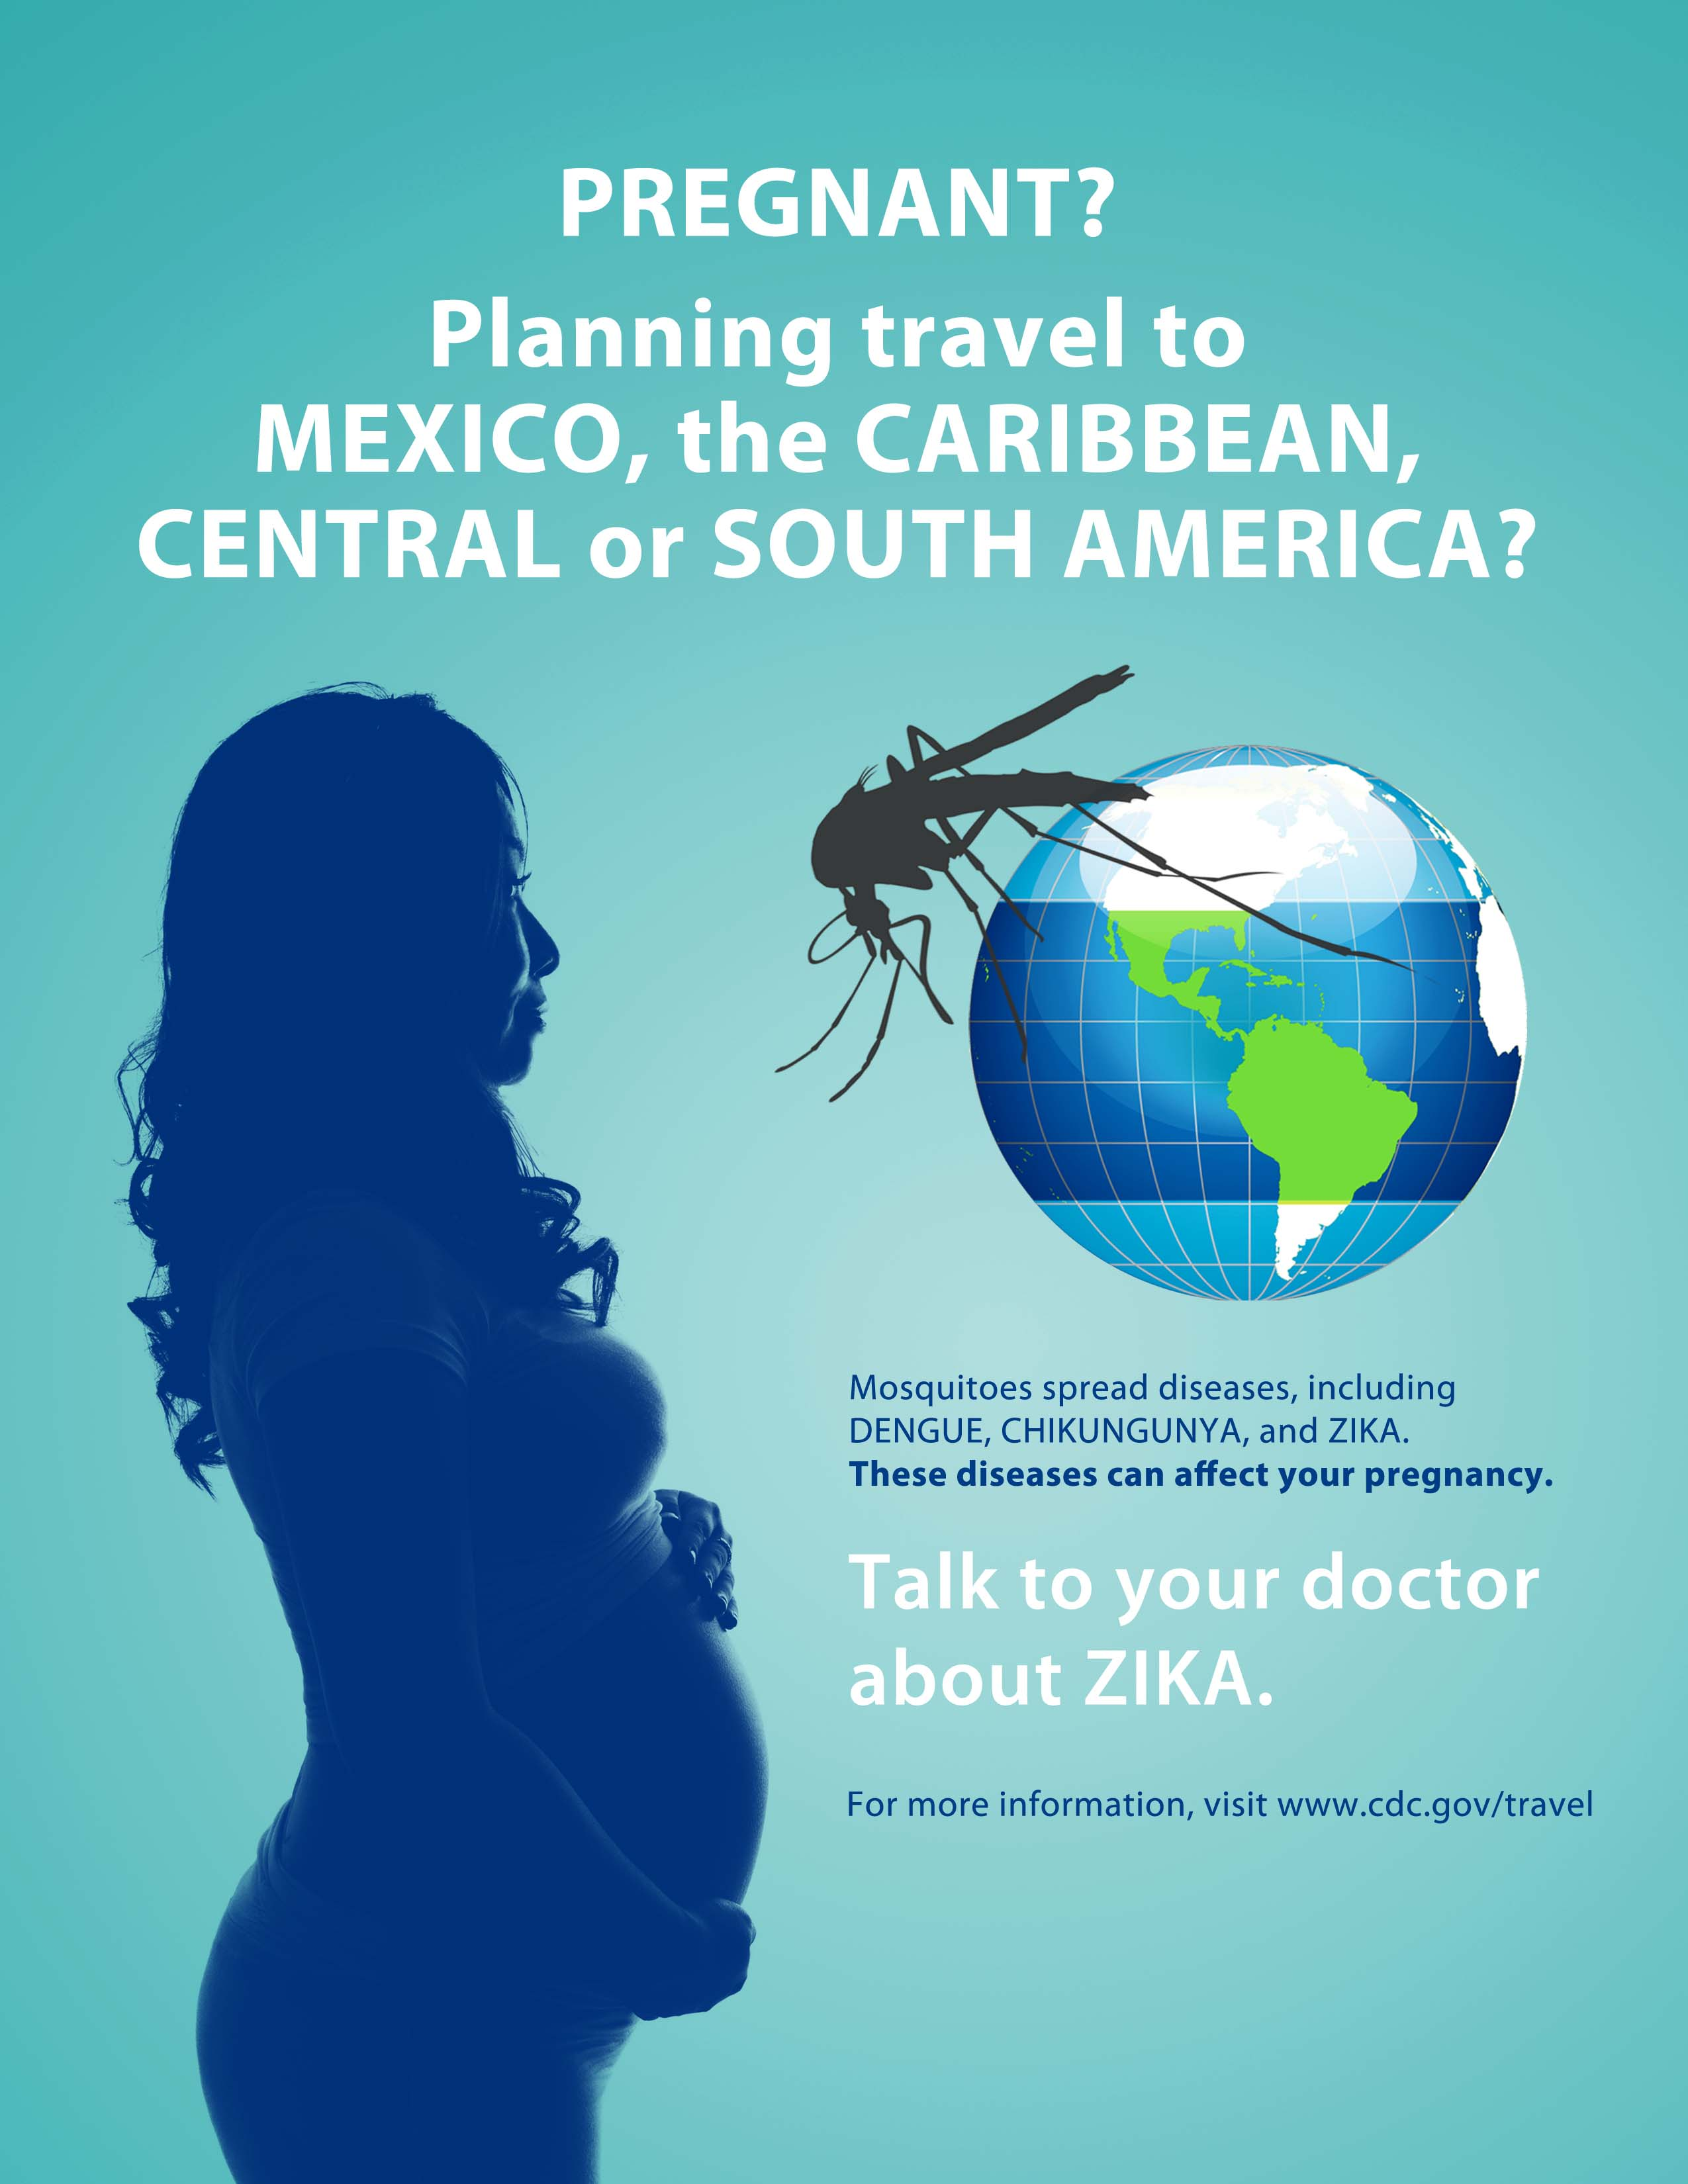 PREGNANT?
Planning travel to
MEXICO, the CARIBBEAN,
CENTRAL or SOUTH AMERICA?
Mosquitoes spread diseases, including
DENGUE, CHIKUNGUNYA, and ZIKA.
These diseases can affect your pregnancy.
Talk to your doctor
about ZIKA.
For more information, visit www.cdc.gov/travel